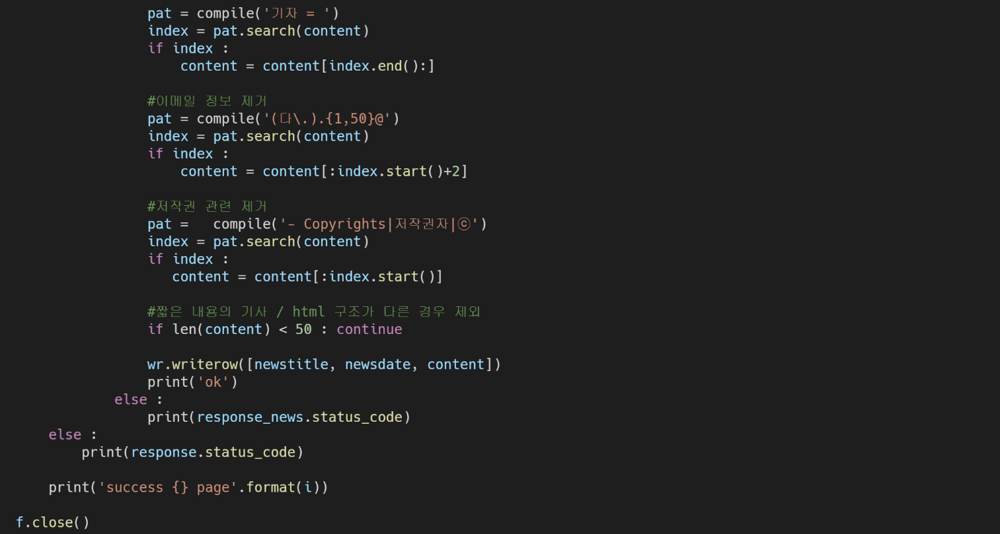 pat = compile('기자 = ')
index = pat.search(content)
if index :
content = content[index.end():]
#이메일 정보 제거
pat = compile('(다\.).{1,50}@')
index = pat.search(content)
if index :
content = content[:index.start()+2]
#저작권 관련 제거
pat =   compile('- Copyrights|저작권자|ⓒ')
index = pat.search(content)
if index :
content = content[:index.start()]
#짧은 내용의 기사 / html 구조가 다른 경우 제외
if len(content) < 50 : continue
wr.writerow([newstitle, newsdate, content])
print('ok')
else :
print(response_news.status_code)
else :
print(response.status_code)
print('success {} page'.format(i))
f.close()